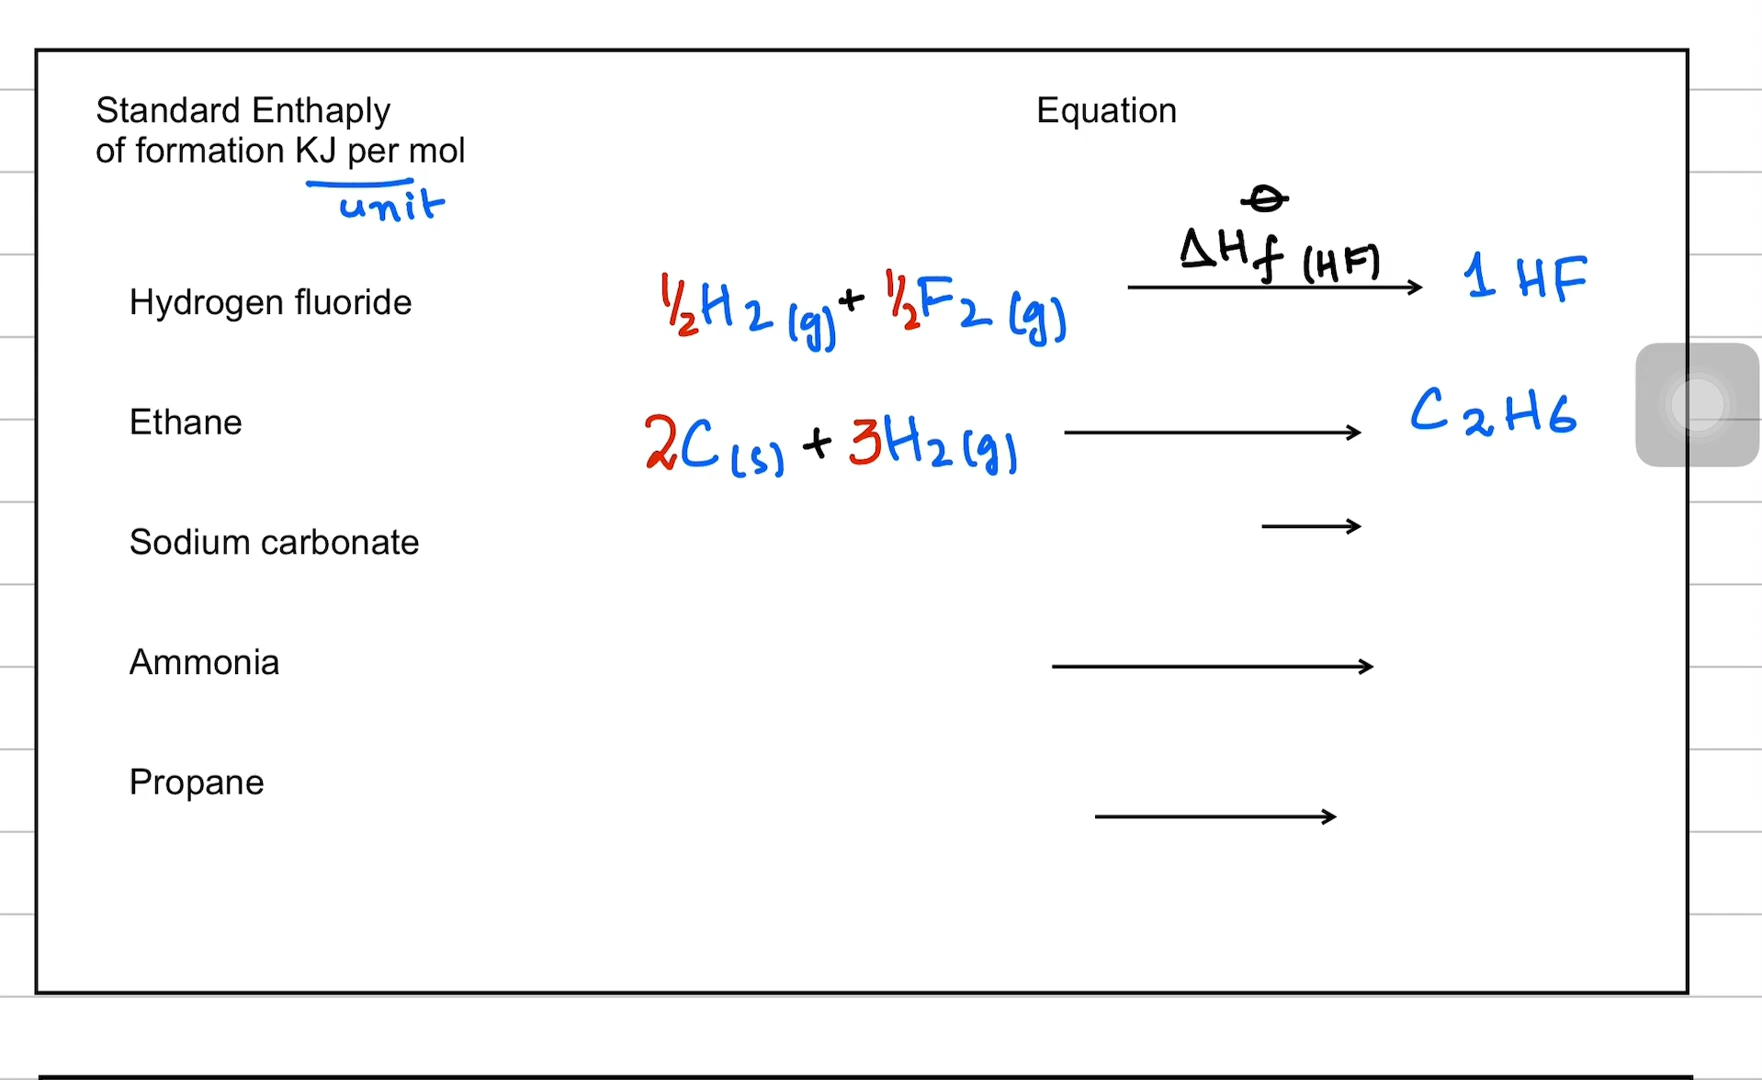 Standard Enthaply
of formation KJ per mol
Equation
unit
Hydrogen fluoride
½H2 (g) + ½F2 (g)
ΔHf⦵ (HF)
1 HF
Ethane
2C (s) + 3H2 (g)
C2H6
Sodium carbonate
Ammonia
Propane